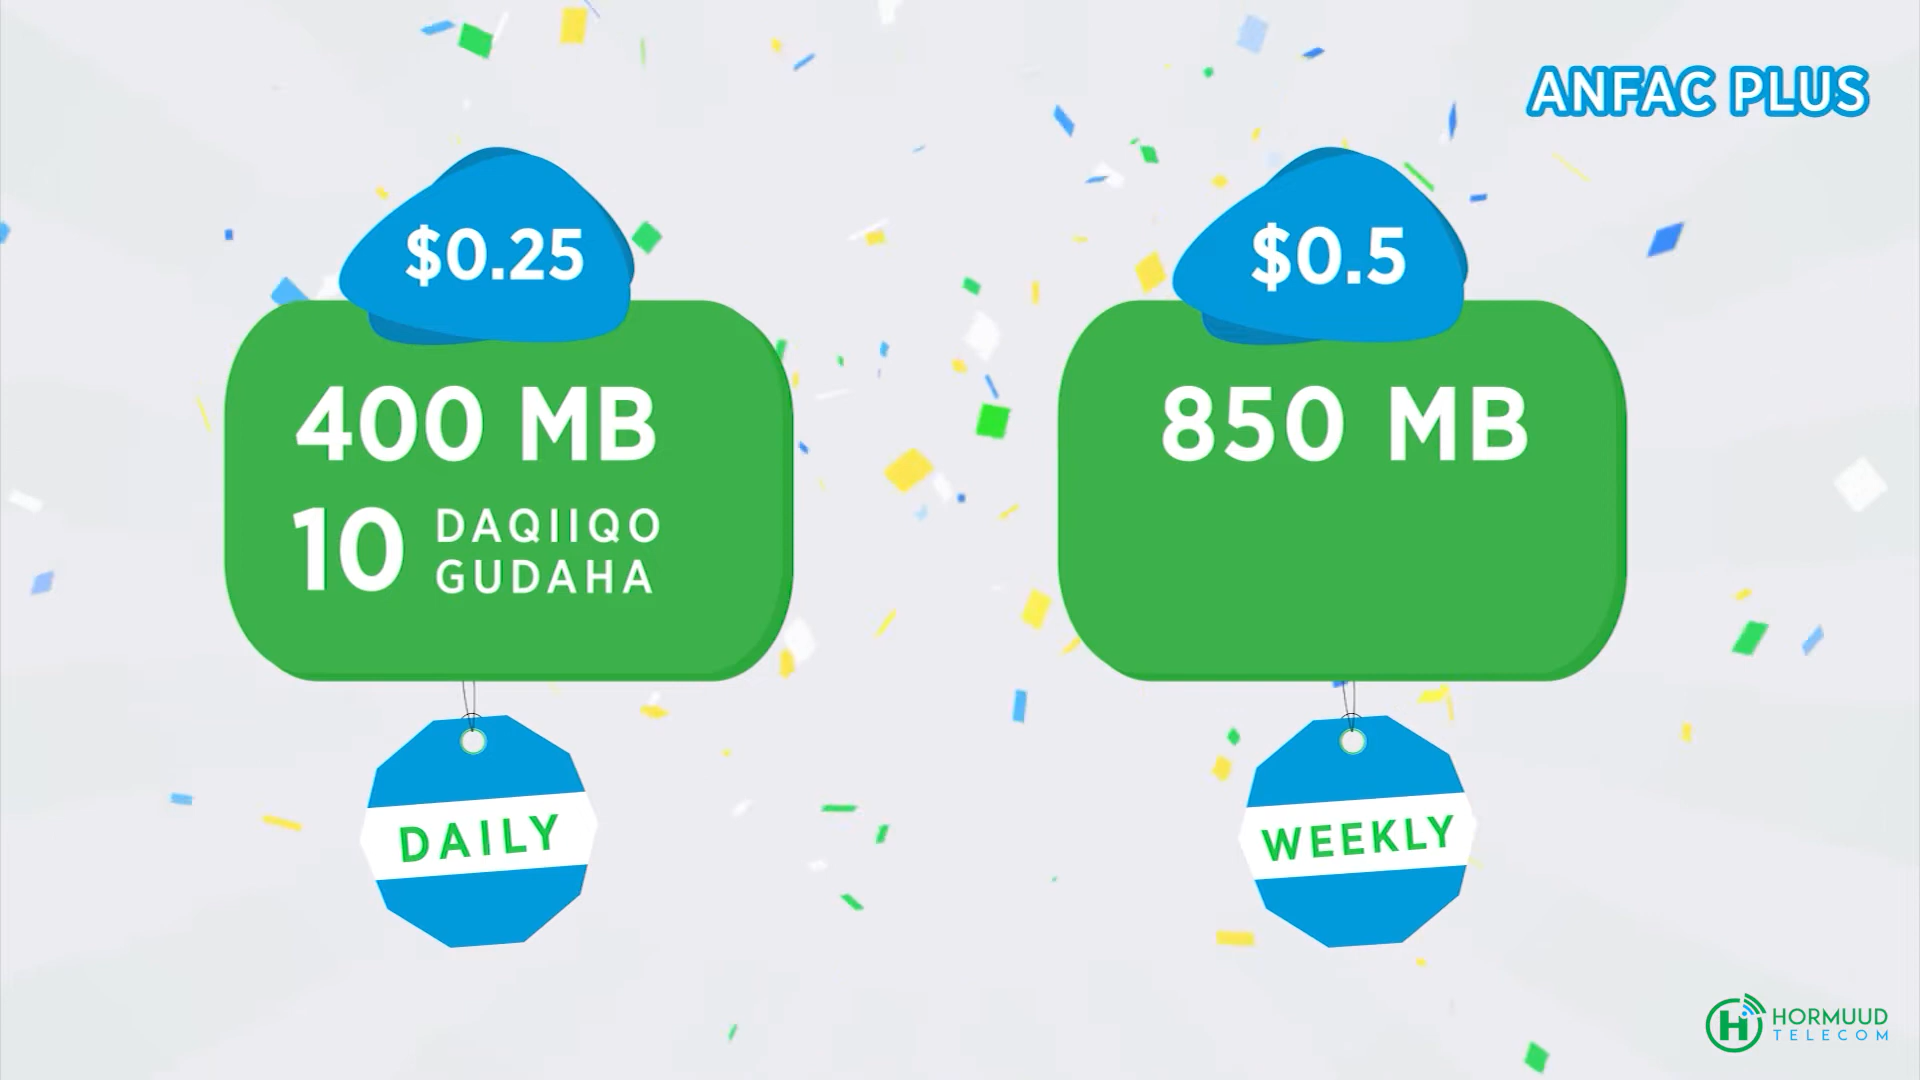 ANFAC PLUS
$0.25
400 MB
10 DAQIIQO
GUDAHA
DAILY
$0.5
850 MB
WEEKLY
HORMUUD
TELECOM